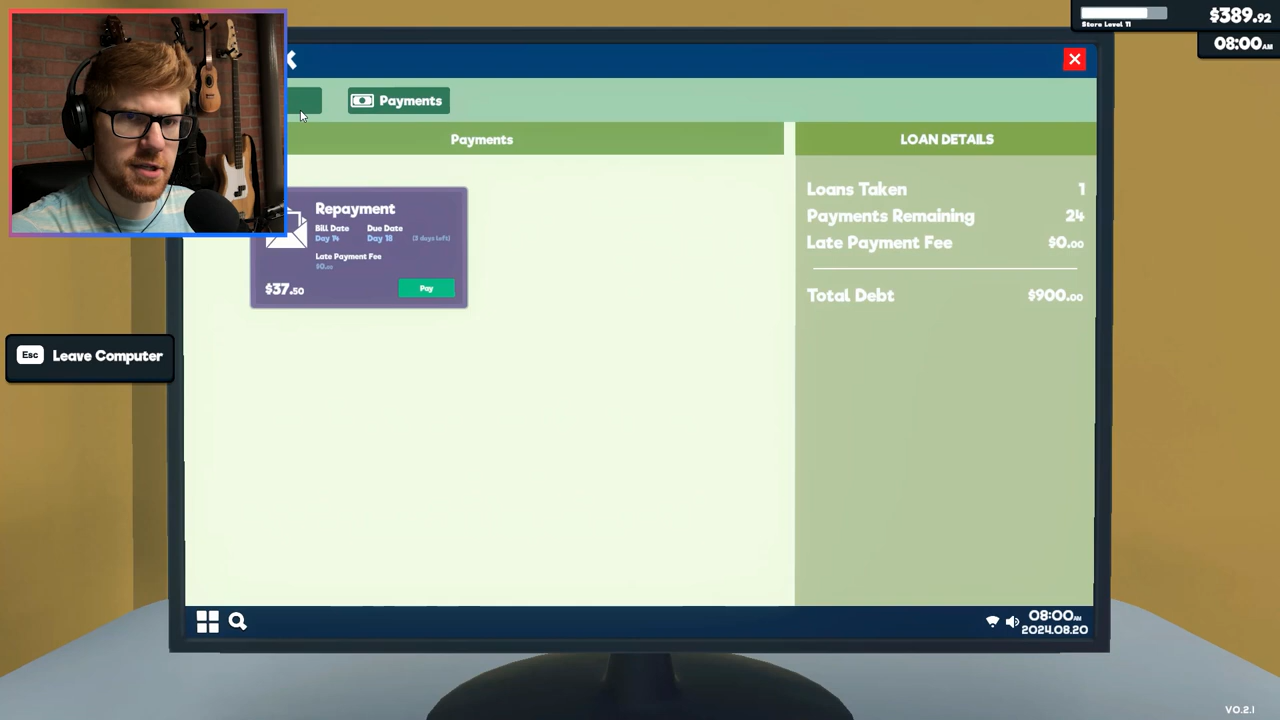 $389.92
Store Level 11
08:00AM
Payments
Payments
LOAN DETAILS
Repayment
Bill Date Due Date
Day 14 Day 18 (3 days left)
Late Payment Fee
$0.00
$37.50 Pay
Loans Taken 1
Payments Remaining 24
Late Payment Fee $0.00
Total Debt $900.00
Esc Leave Computer
08:00AM
2024.08.20
V0.2.1